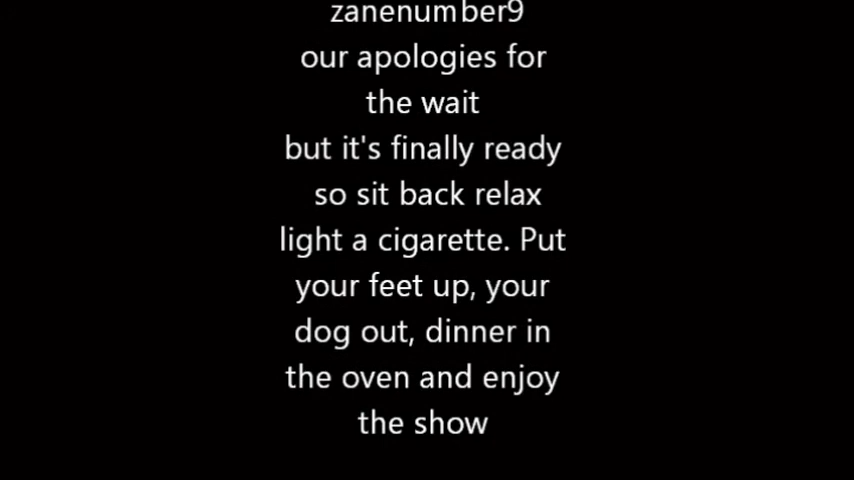 zanenumber9
our apologies for
the wait
but it's finally ready
so sit back relax
light a cigarette. Put
your feet up, your
dog out, dinner in
the oven and enjoy
the show